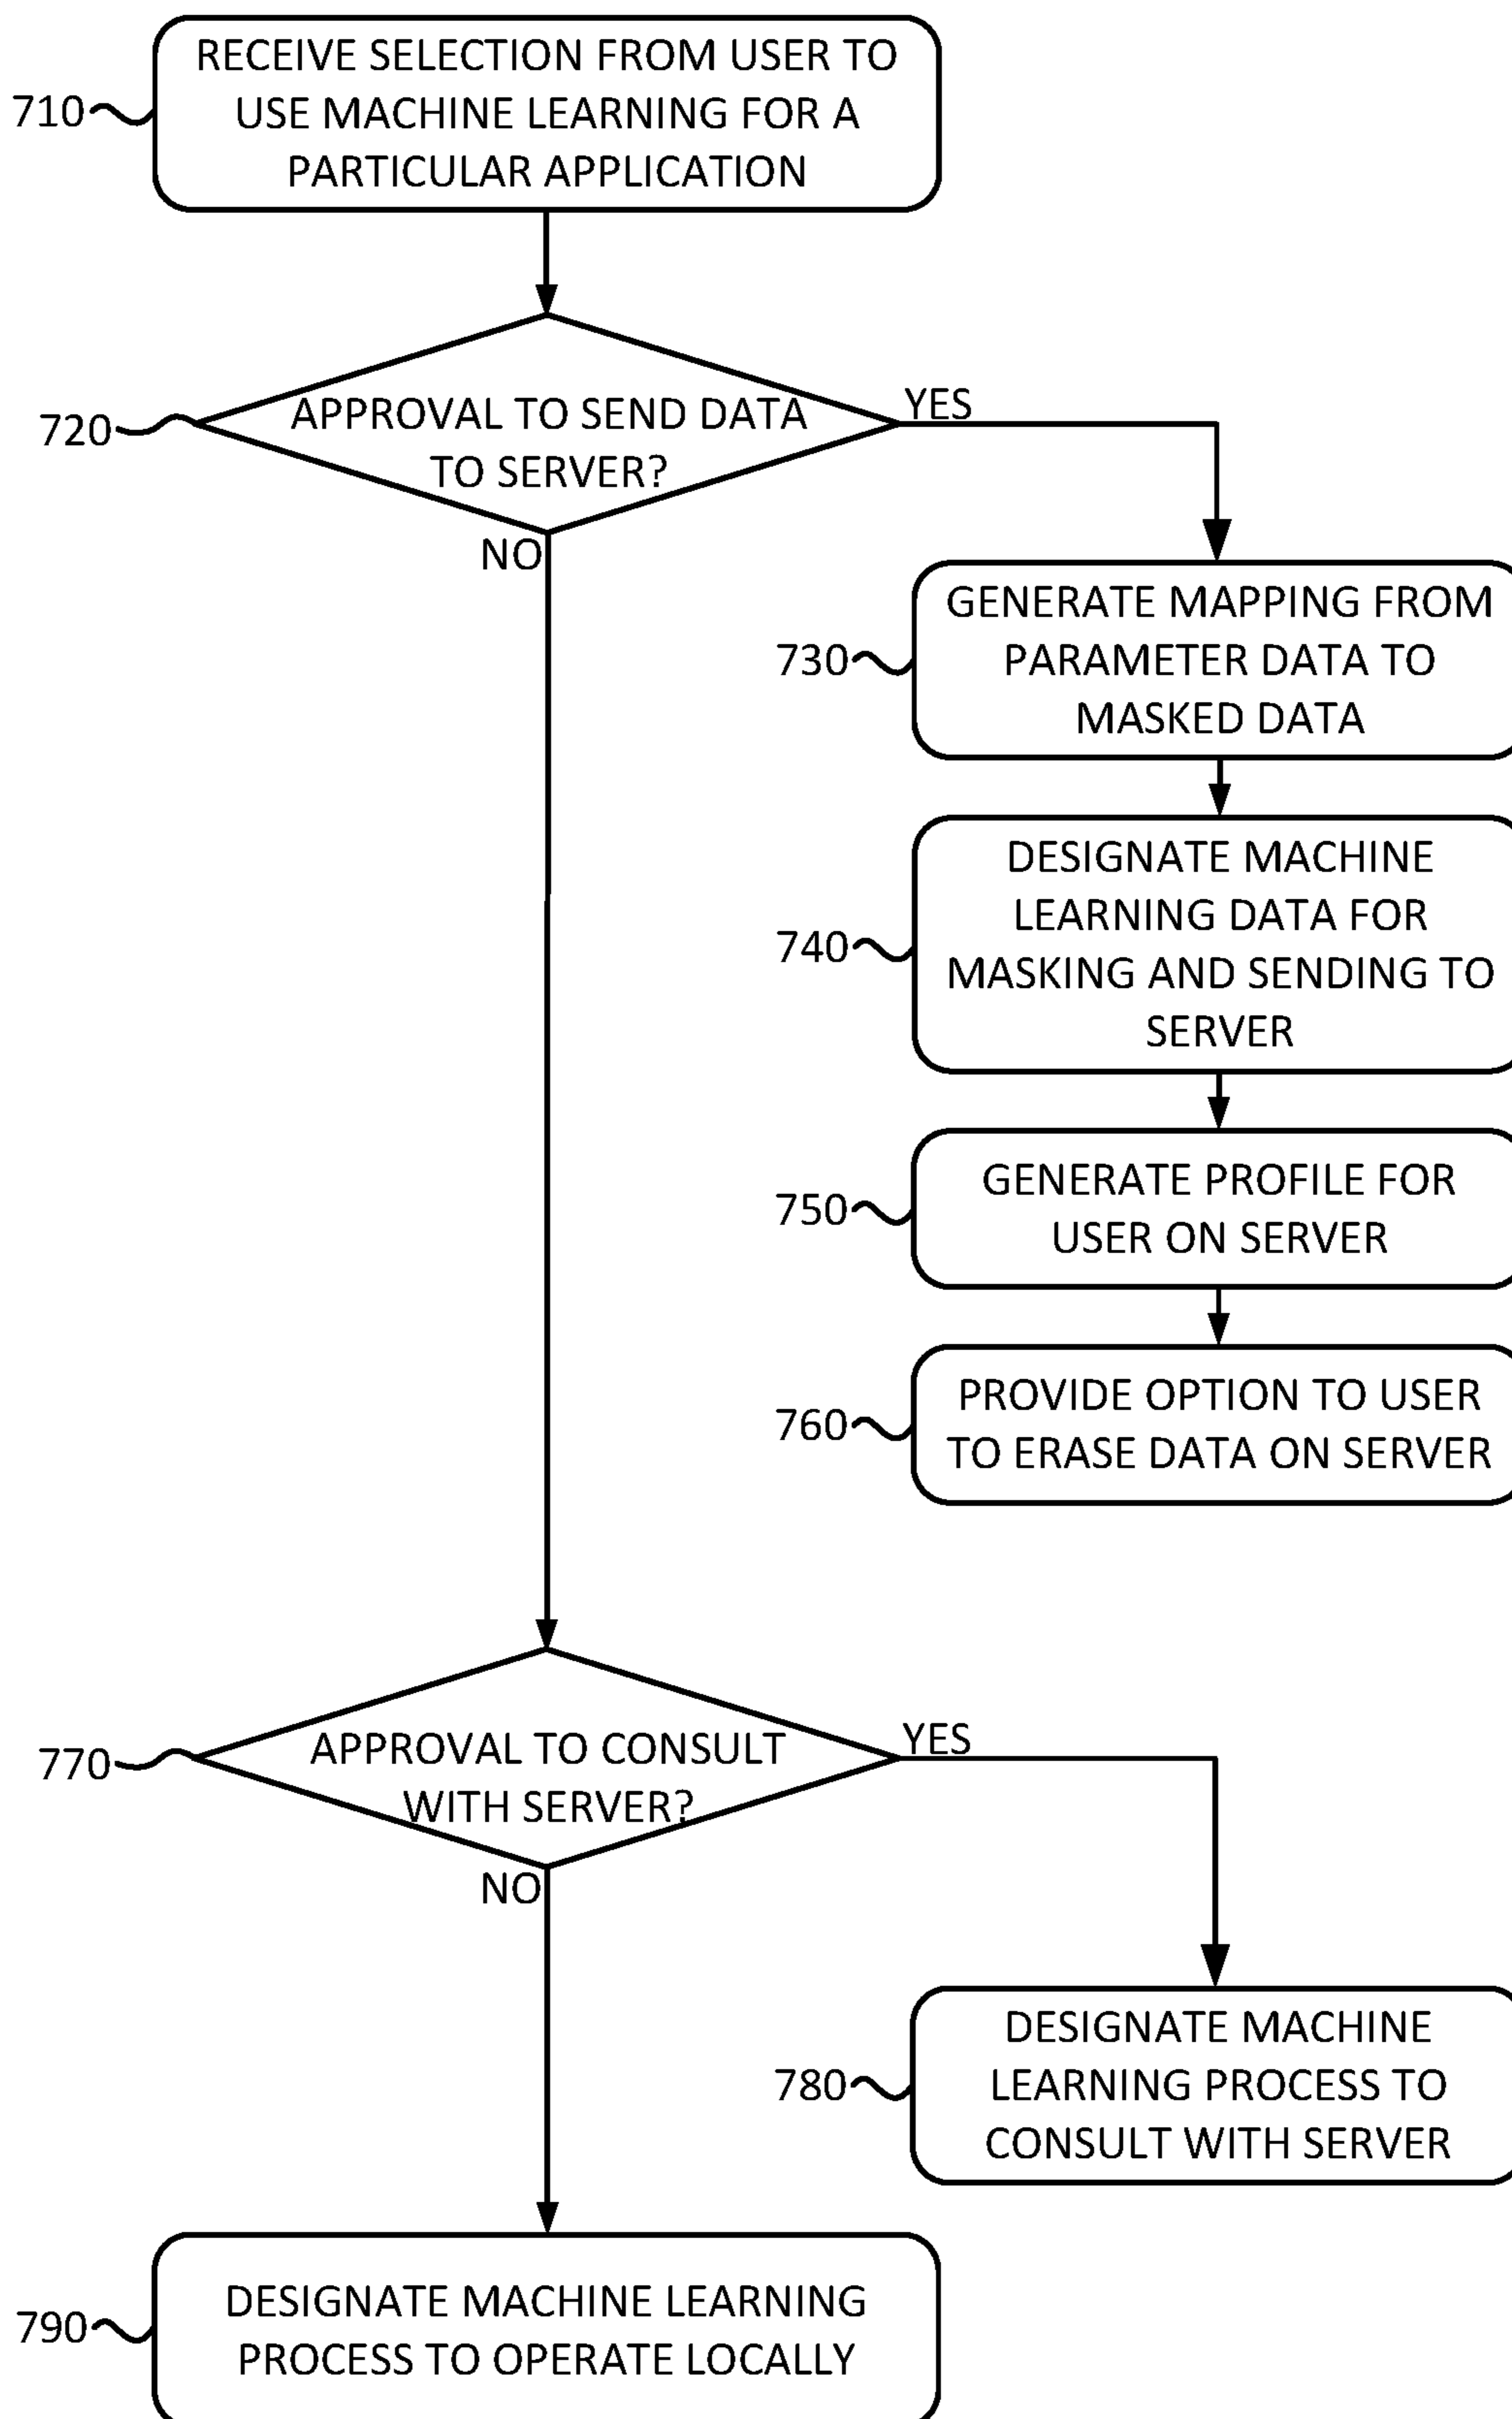 710
RECEIVE SELECTION FROM USER TO
USE MACHINE LEARNING FOR A
PARTICULAR APPLICATION
720
APPROVAL TO SEND DATA
TO SERVER?
YES
NO
730
GENERATE MAPPING FROM
PARAMETER DATA TO
MASKED DATA
740
DESIGNATE MACHINE
LEARNING DATA FOR
MASKING AND SENDING TO
SERVER
750
GENERATE PROFILE FOR
USER ON SERVER
760
PROVIDE OPTION TO USER
TO ERASE DATA ON SERVER
770
APPROVAL TO CONSULT
WITH SERVER?
YES
NO
780
DESIGNATE MACHINE
LEARNING PROCESS TO
CONSULT WITH SERVER
790
DESIGNATE MACHINE LEARNING
PROCESS TO OPERATE LOCALLY